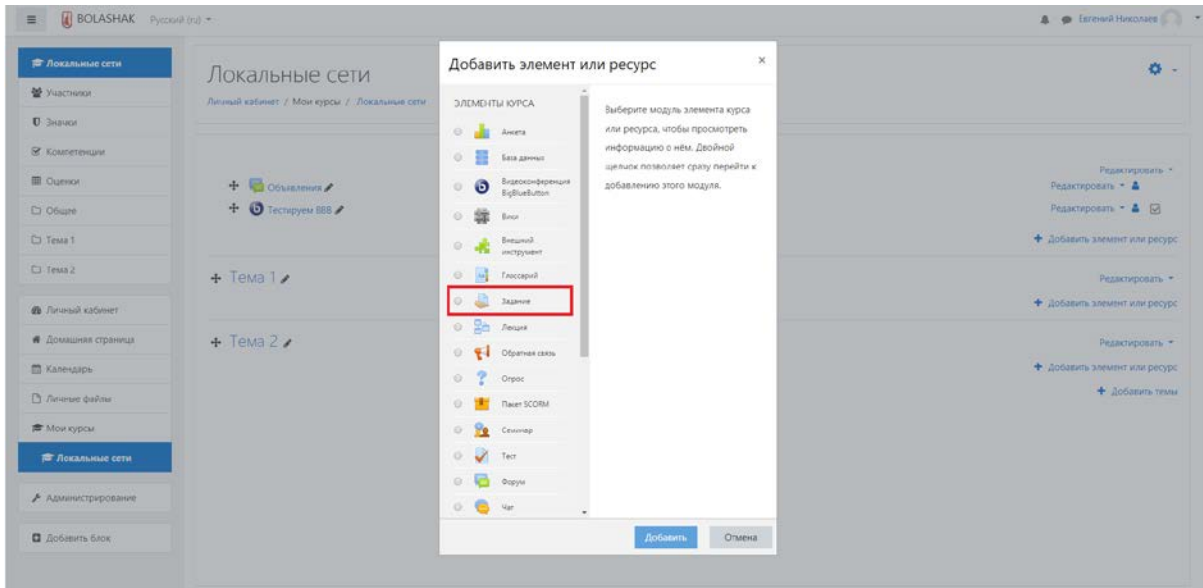 BOLASHAK Русский (ru)
Евгений Николаев
Локальные сети
Участники
Значки
Компетенции
Оценки
Общие
Тема 1
Тема 2
Личный кабинет
Домашняя страница
Календарь
Личные файлы
Мои курсы
Локальные сети
Администрирование
Добавить блок
Локальные сети
Личный кабинет / Мои курсы / Локальные сети
Редактировать
Объявления
Редактировать
Тестируем BBB
Редактировать
Добавить элемент или ресурс
Тема 1
Редактировать
Добавить элемент или ресурс
Тема 2
Редактировать
Добавить элемент или ресурс
Добавить темы
Добавить элемент или ресурс ×
ЭЛЕМЕНТЫ КУРСА
Анкета
База данных
Видеоконференция
BigBlueButton
Вики
Внешний
инструмент
Глоссарий
Задание
Лекция
Обратная связь
Опрос
Пакет SCORM
Семинар
Тест
Форум
Чат
Выберите модуль элемента курса
или ресурса, чтобы просмотреть
информацию о нём. Двойной
щелчок позволяет сразу перейти к
добавлению этого модуля.
Добавить
Отмена